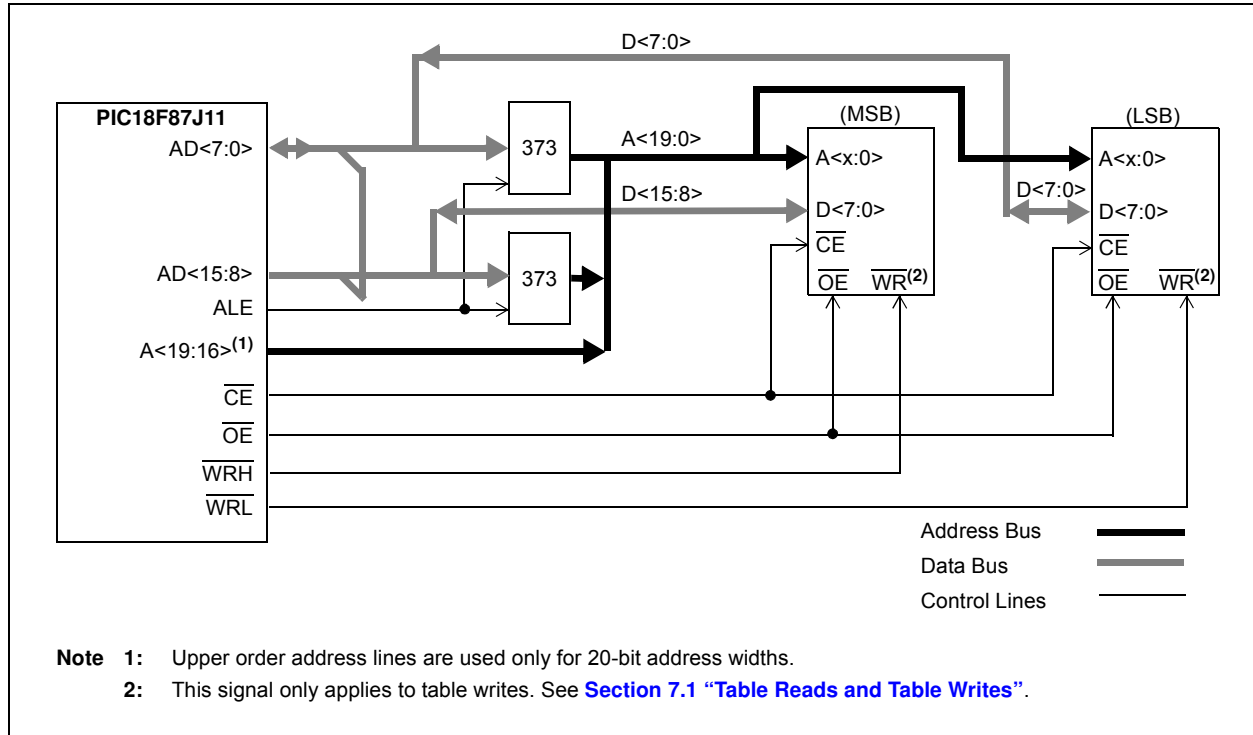 D<7:0>
PIC18F87J11
AD<7:0>
373
A<19:0>
(MSB)
A<x:0>
(LSB)
A<x:0>
D<15:8>
D<7:0>
D<7:0>
D<7:0>
AD<15:8>
373
CE
CE
OE
WR(2)
OE
WR(2)
ALE
A<19:16>(1)
CE
OE
WRH
WRL
Address Bus
Data Bus
Control Lines
Note 1: Upper order address lines are used only for 20-bit address widths.
2: This signal only applies to table writes. See Section 7.1 “Table Reads and Table Writes”.